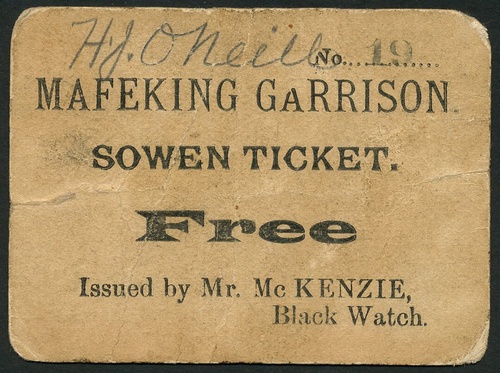 H.J. O'Neill No. 19
MAFEKING GARRISON.
SOWEN TICKET.
Free
Issued by Mr. Mc KENZIE,
Black Watch.